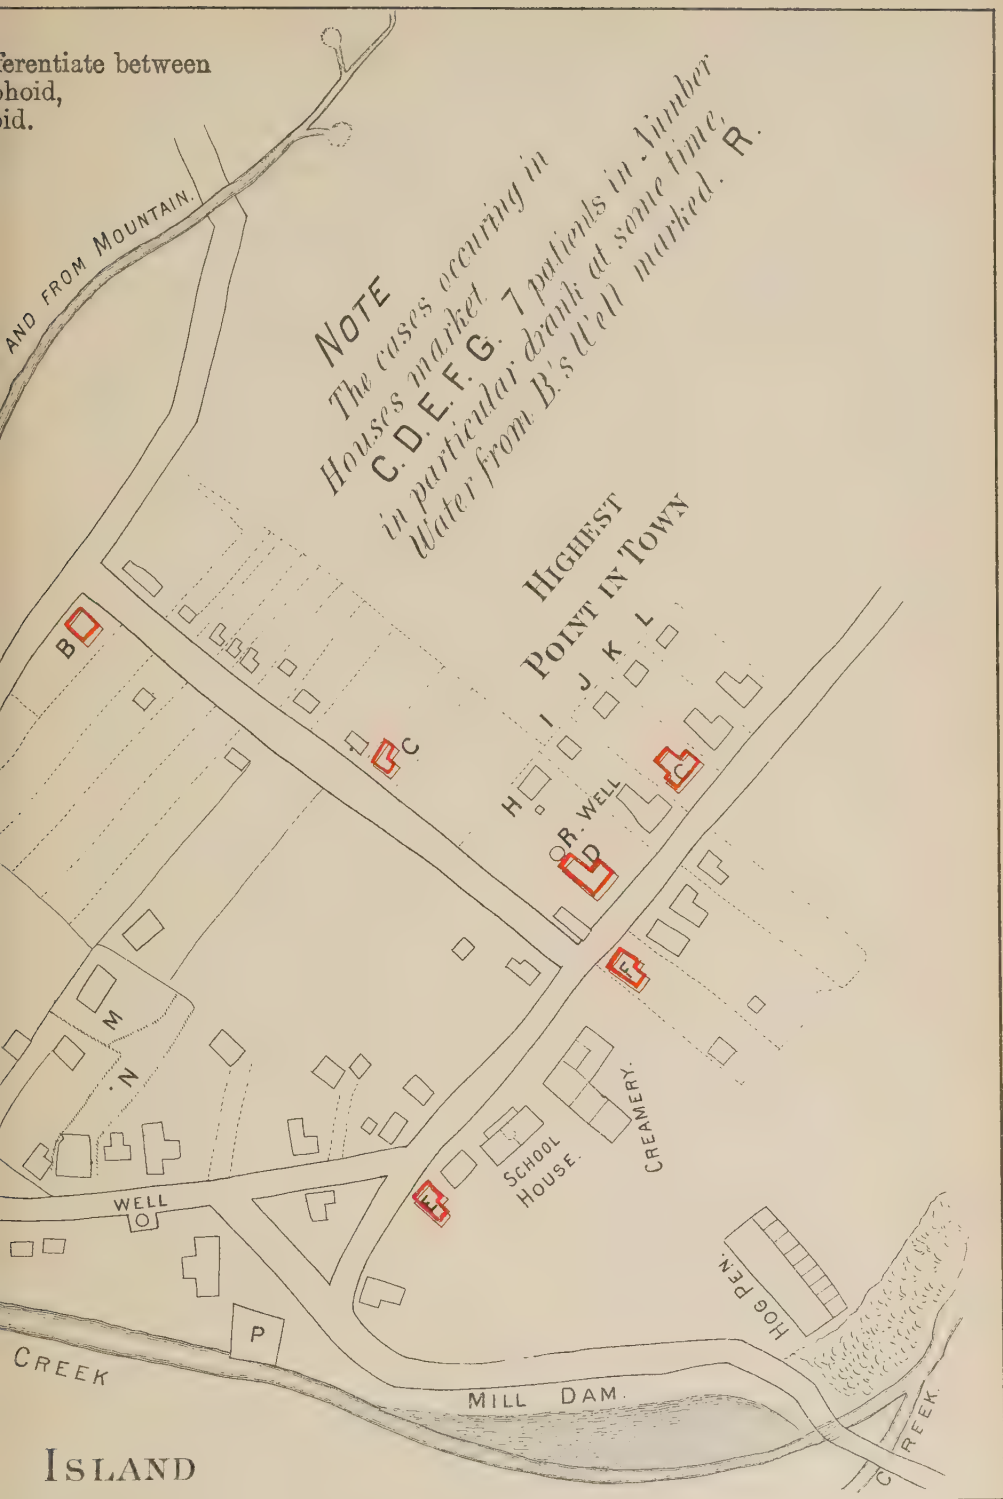 ferentiate between
phoid,
oid.
AND FROM MOUNTAIN.
NOTE
The cases occuring in
Houses market
C. D. E. F. G. 7 patients in Number
in particular drank at some time,
Water from B.'s Well marked. R.
HIGHEST
POINT IN TOWN
B
C
H
I
J
K
L
R. WELL
C
D
F
M
N.
CREAMERY.
SCHOOL
HOUSE.
E
WELL
HOG PEN.
P
CREEK
MILL DAM.
CREEK.
ISLAND